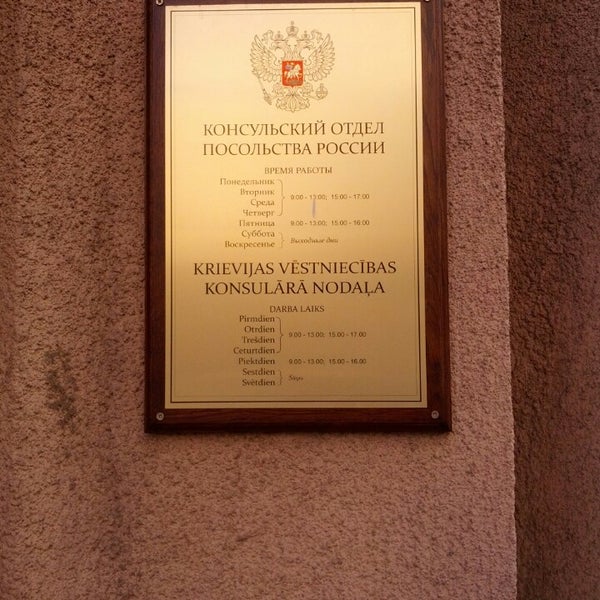 КОНСУЛЬСКИЙ ОТДЕЛ
ПОСОЛЬСТВА РОССИИ
ВРЕМЯ РАБОТЫ
Понедельник
Вторник
Среда
Четверг
9:00 - 13:00; 15:00 - 17:00
Пятница 9:00 - 13:00; 15:00 - 16:00
Суббота
Воскресенье
Выходные дни
KRIEVIJAS VĒSTNIECĪBAS
KONSULĀRĀ NODAĻA
DARBA LAIKS
Pirmdien
Otrdien
Trešdien
Ceturtdien
9.00 - 13.00; 15.00 - 17.00
Piektdien 9.00 - 13.00; 15.00 - 16.00
Sestdien
Svētdien